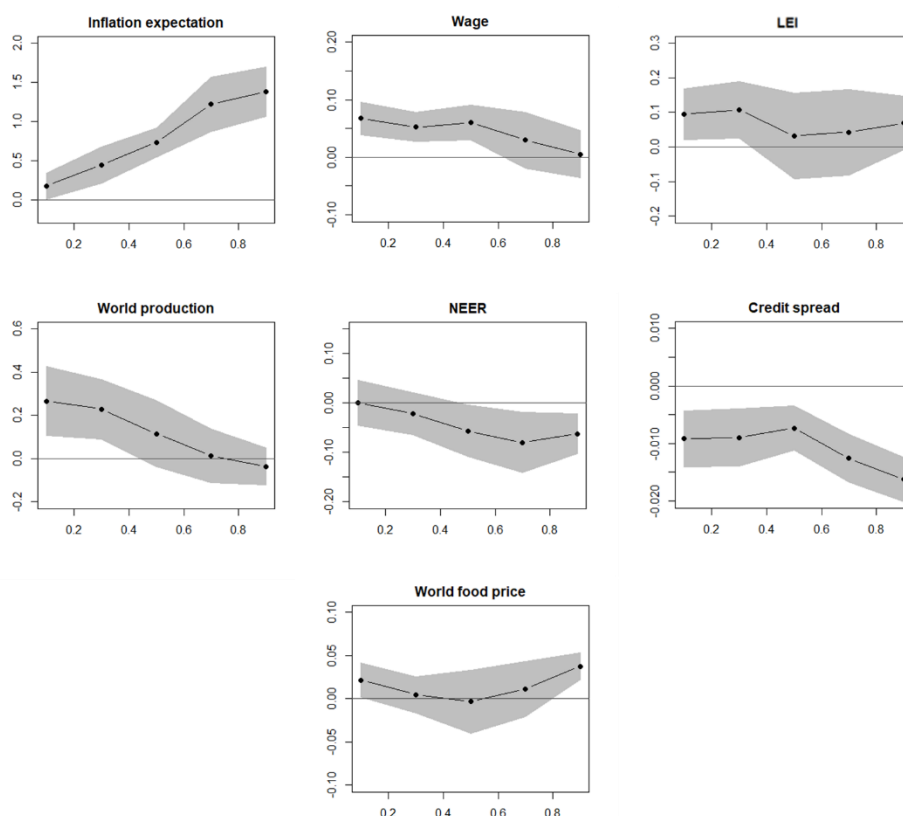 Inflation expectation
2.0
1.5
1.0
0.5
0.0
0.2 0.4 0.6 0.8
Wage
0.20
0.10
0.00
-0.10
0.2 0.4 0.6 0.8
LEI
0.3
0.2
0.1
0.0
-0.1
-0.2
0.2 0.4 0.6 0.8
World production
0.6
0.4
0.2
0.0
-0.2
0.2 0.4 0.6 0.8
NEER
0.10
0.00
-0.10
-0.20
0.2 0.4 0.6 0.8
Credit spread
0.010
0.000
-0.010
-0.020
0.2 0.4 0.6 0.8
World food price
0.10
0.05
0.00
-0.05
-0.10
0.2 0.4 0.6 0.8